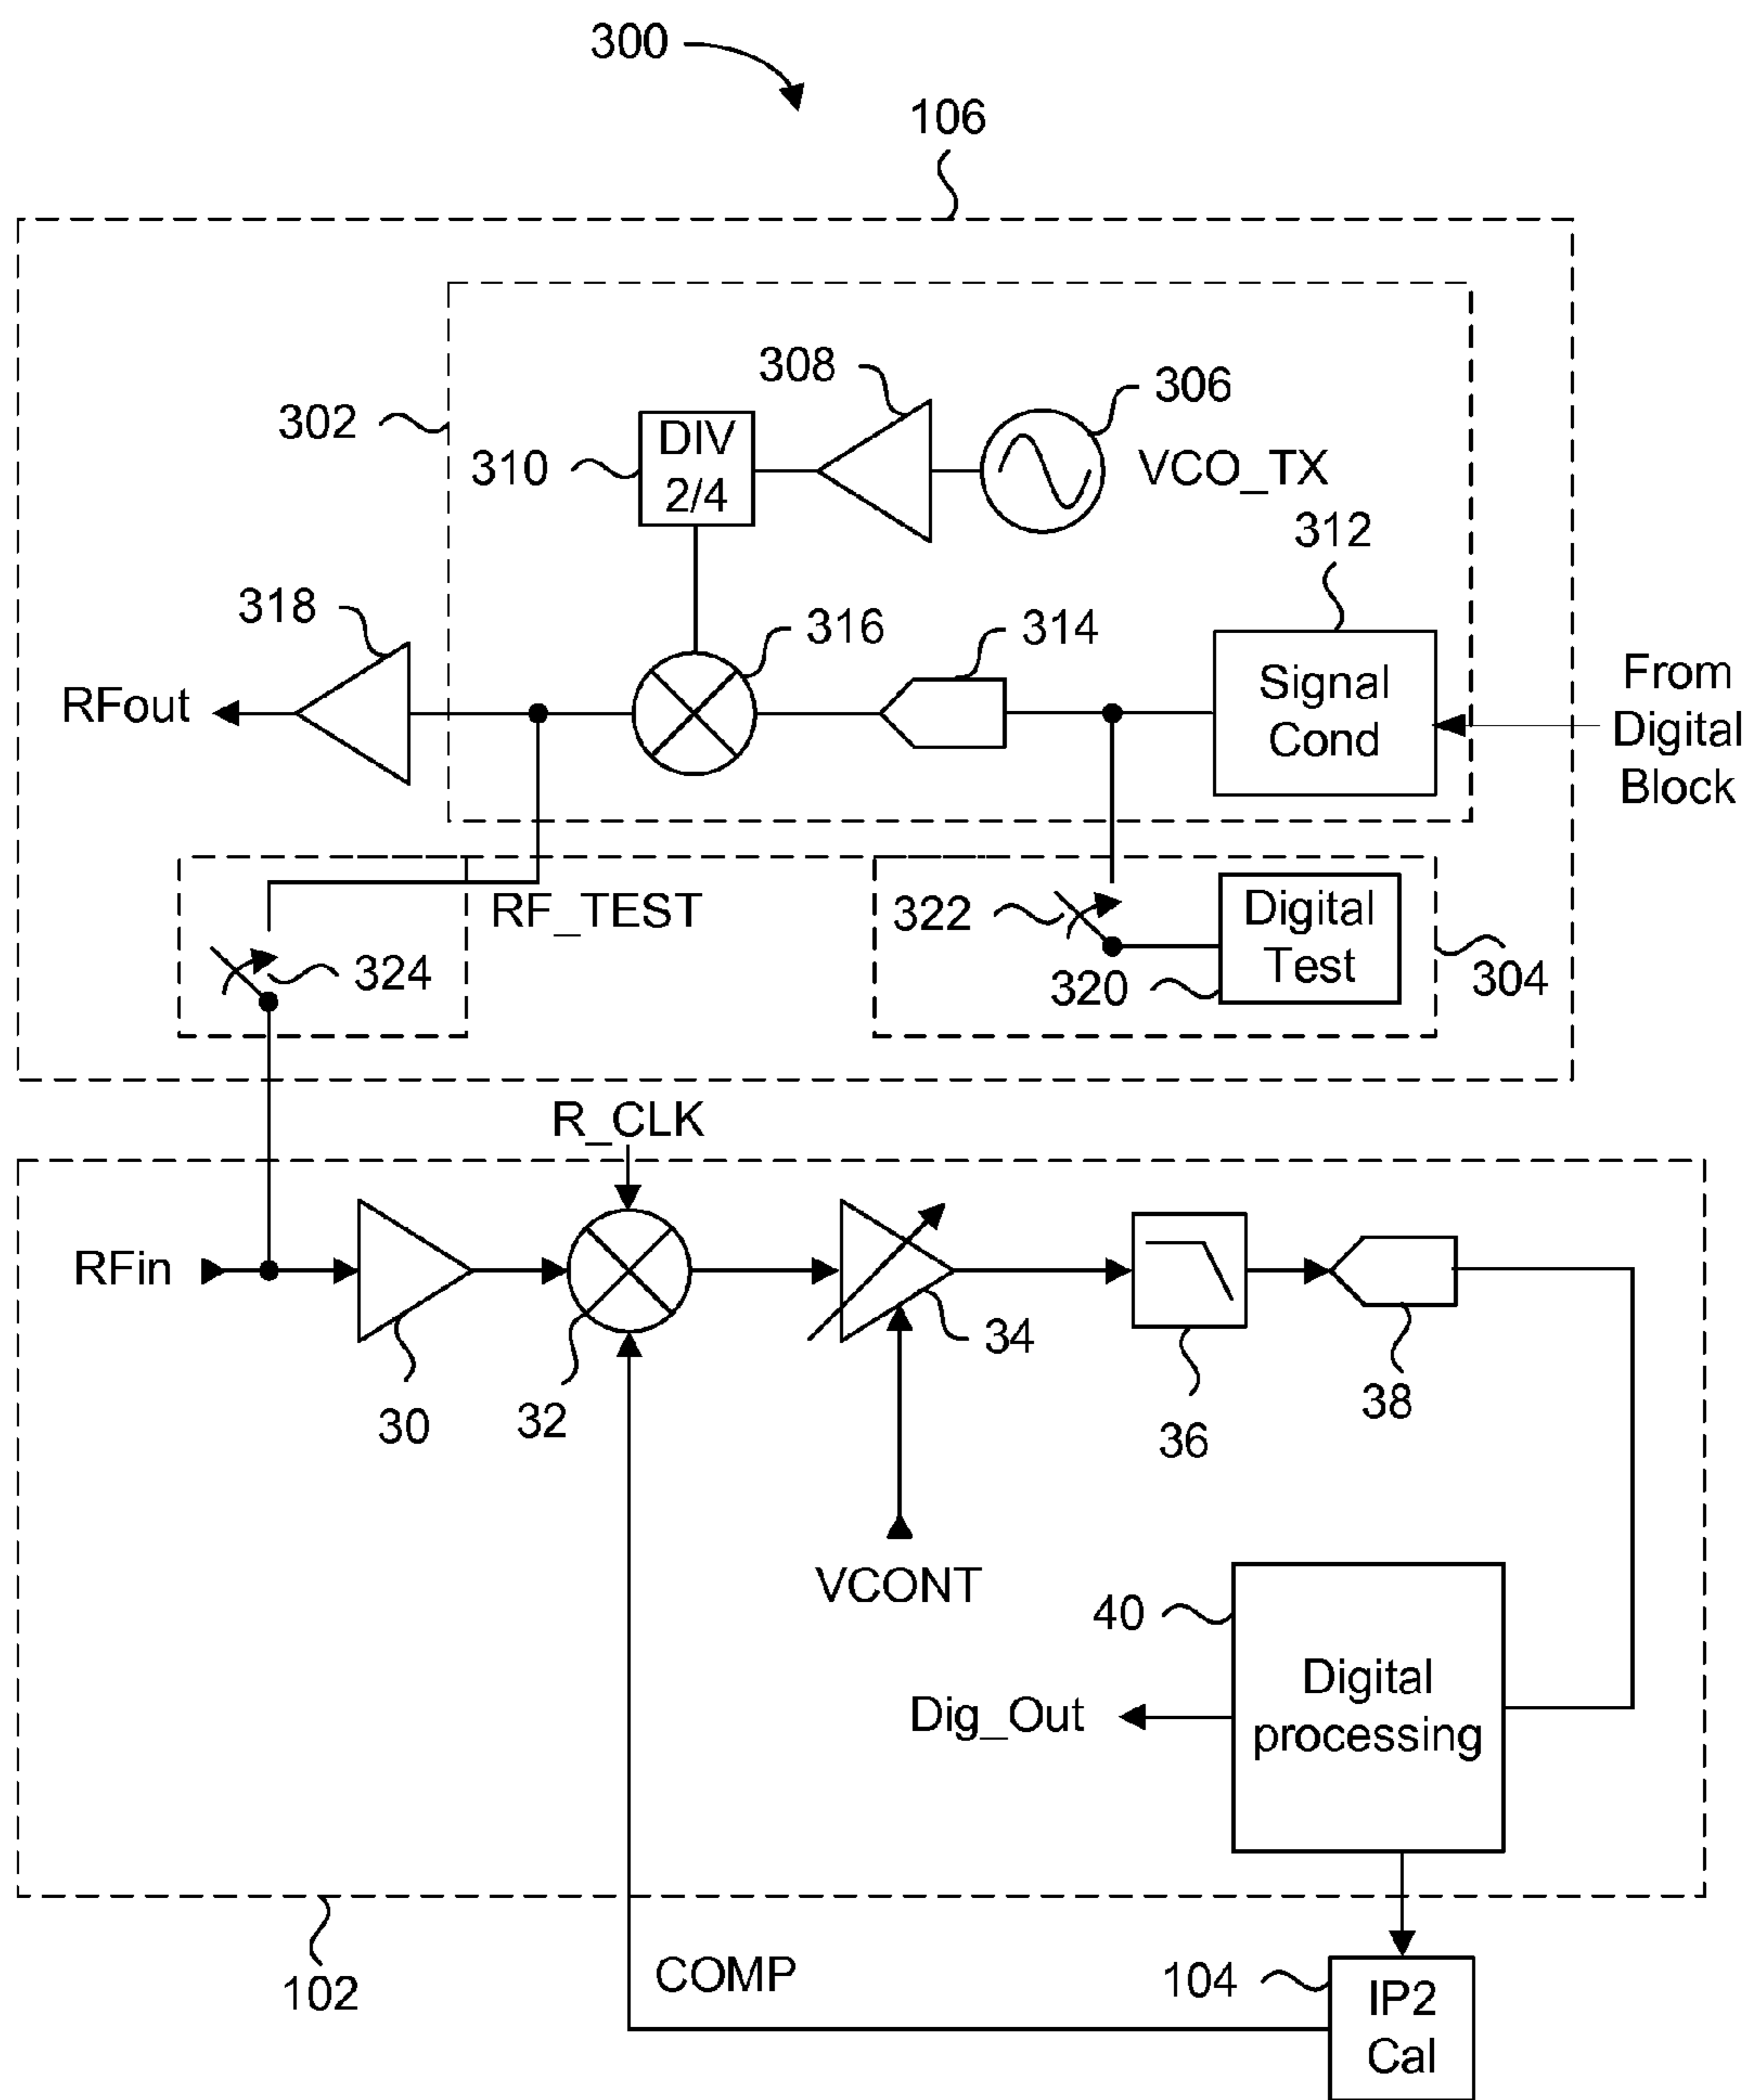 300
106
308
306
302
DIV
2/4
310
VCO_TX
312
318
316
314
RFout
Signal
Cond
From
Digital
Block
RF_TEST
322
Digital
Test
324
320
304
R_CLK
RFin
34
30
32
36
38
VCONT
40
Digital
processing
Dig_Out
COMP
102
104
IP2
Cal